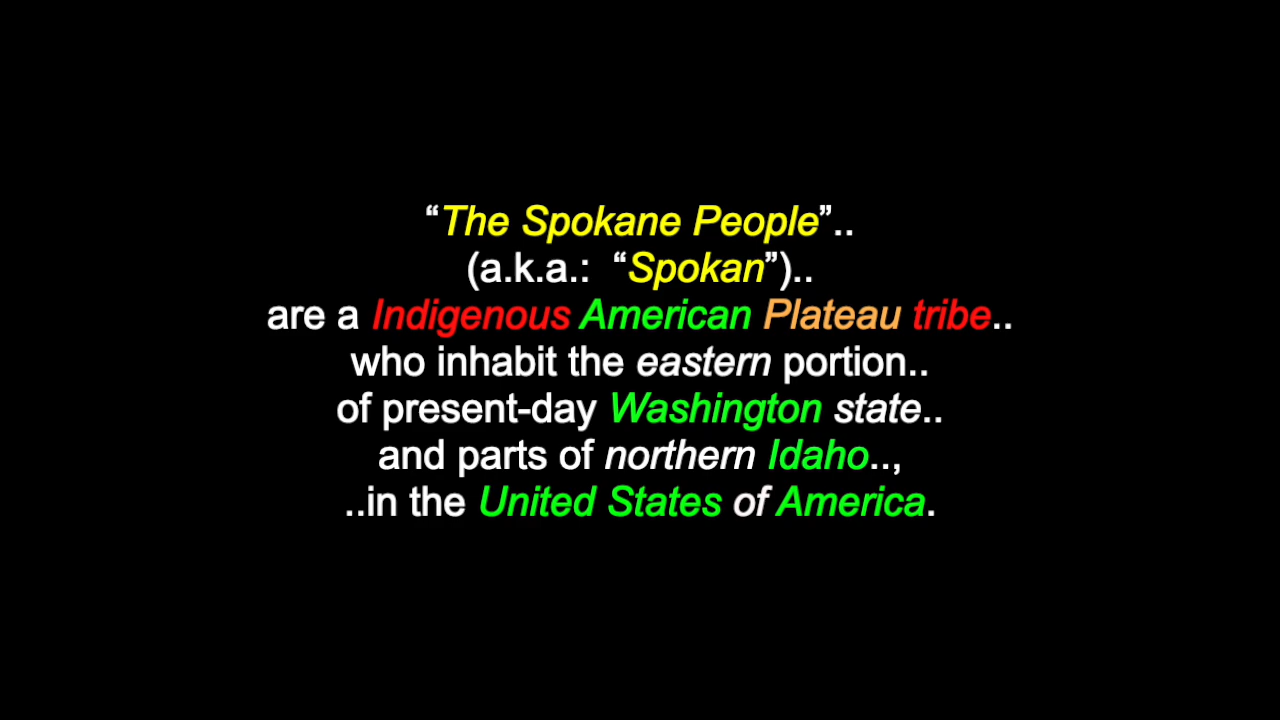 “The Spokane People”..
(a.k.a.:  “Spokan”)..
are a Indigenous American Plateau tribe..
who inhabit the eastern portion..
of present-day Washington state..
and parts of northern Idaho..,
..in the United States of America.